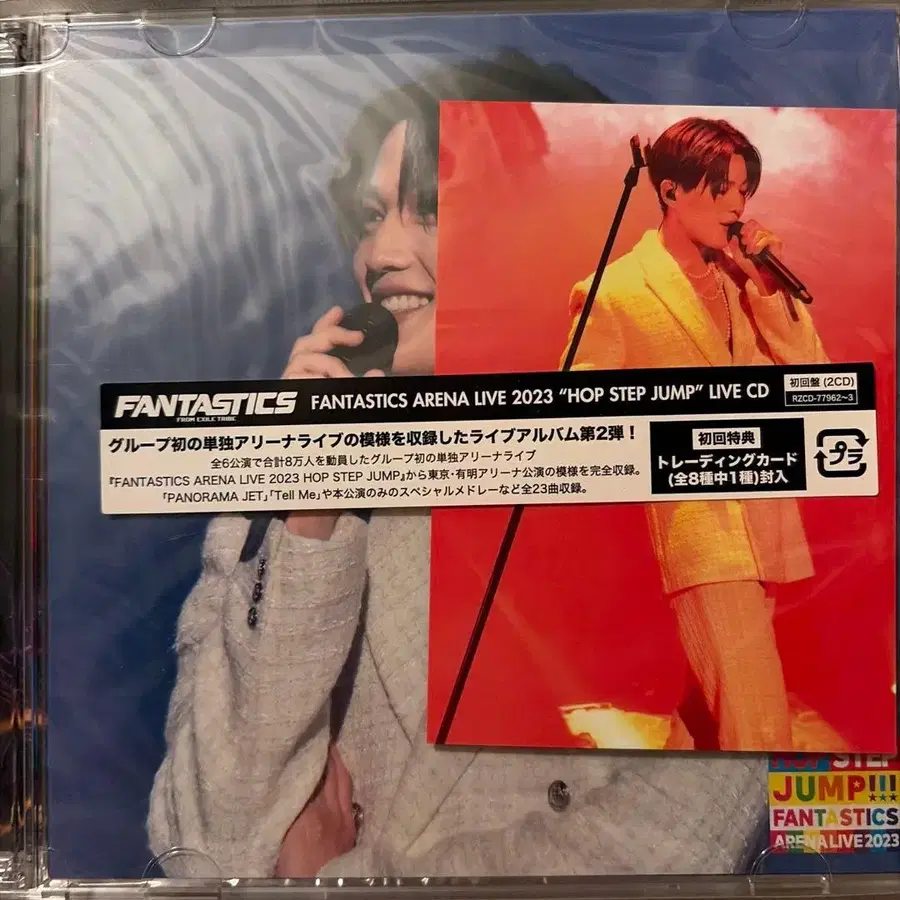 FANTASTICS
FROM EXILE TRIBE
FANTASTICS ARENA LIVE 2023 “HOP STEP JUMP” LIVE CD
初回盤 (2CD)
RZCD-77962〜3
グループ初の単独アリーナライブの模様を収録したライブアルバム第2弾！
全6公演で合計8万人を動員したグループ初の単独アリーナライブ
『FANTASTICS ARENA LIVE 2023 HOP STEP JUMP』から東京・有明アリーナ公演の模様を完全収録。
「PANORAMA JET」「Tell Me」や本公演のみのスペシャルメドレーなど全23曲収録。
初回特典
トレーディングカード
(全8種中1種)封入
プラ
HOP STEP
JUMP!!!
FANTASTICS
ARENA LIVE 2023